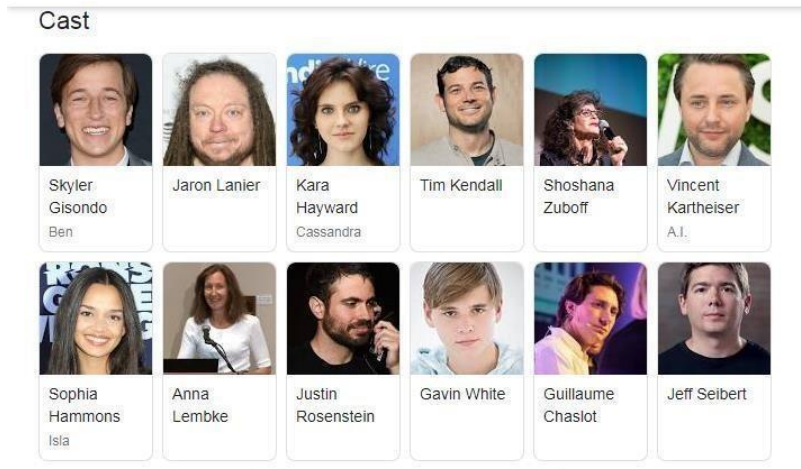 Cast
Skyler
Gisondo
Ben
Jaron Lanier
Kara
Hayward
Cassandra
Tim Kendall
Shoshana
Zuboff
Vincent
Kartheiser
A.I.
Sophia
Hammons
Isla
Anna
Lembke
Justin
Rosenstein
Gavin White
Guillaume
Chaslot
Jeff Seibert